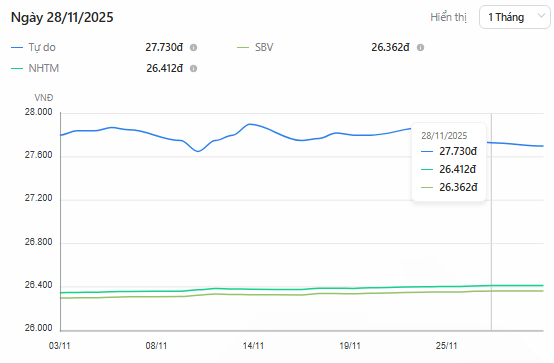 Ngày 28/11/2025
Hiển thị 1 Tháng
Tự do 27.730đ SBV 26.362đ
NHTM 26.412đ
VNĐ
28.000
27.600
27.200
26.800
26.400
26.000
28/11/2025
27.730đ
26.412đ
26.362đ
03/11 08/11 14/11 19/11 25/11